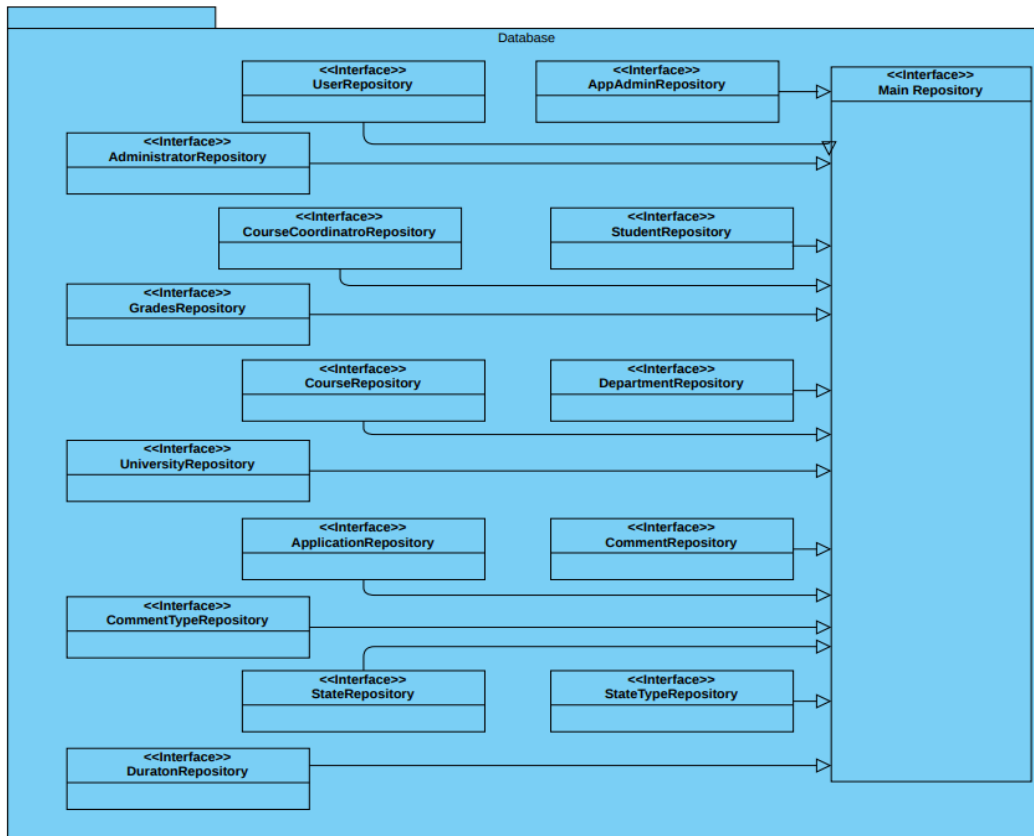 Database
<<Interface>>
UserRepository
<<Interface>>
AppAdminRepository
<<Interface>>
Main Repository
<<Interface>>
AdministratorRepository
<<Interface>>
CourseCoordinatroRepository
<<Interface>>
StudentRepository
<<Interface>>
GradesRepository
<<Interface>>
CourseRepository
<<Interface>>
DepartmentRepository
<<Interface>>
UniversityRepository
<<Interface>>
ApplicationRepository
<<Interface>>
CommentRepository
<<Interface>>
CommentTypeRepository
<<Interface>>
StateRepository
<<Interface>>
StateTypeRepository
<<Interface>>
DuratonRepository